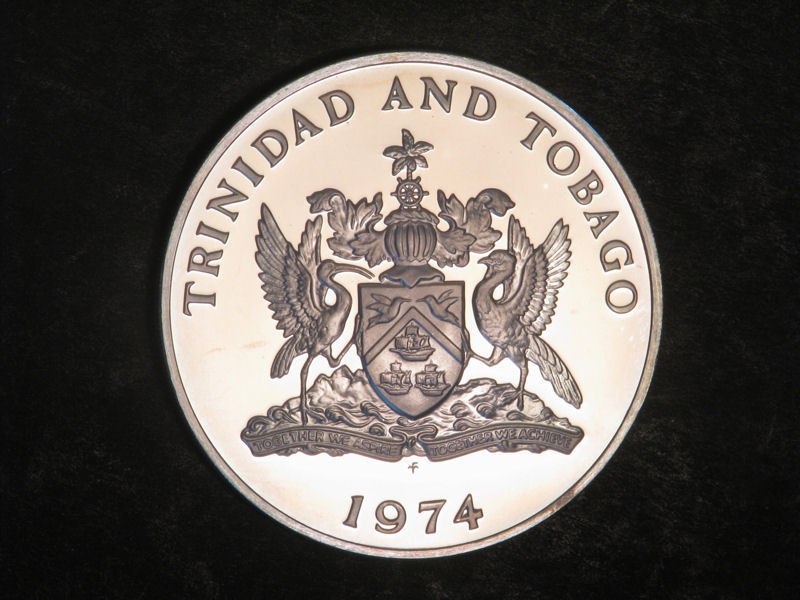 TRINIDAD AND TOBAGO
TOGETHER WE ASPIRE TOGETHER WE ACHIEVE
1974